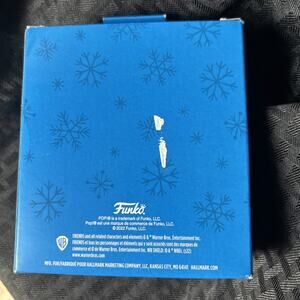 Funko
POP!® is a trademark of Funko, LLC.
Pop!® est une marque de commerce de Funko, LLC.
© 2022 Funko, LLC.
WB
FRIENDS and all related characters and elements © & ™ Warner Bros. Entertainment Inc.
FRIENDS et tous les personnages et éléments qui y sont associés sont des marques de
commerce de et © Warner Bros. Entertainment Inc. WB SHIELD: © & ™ WBEI. (s22)
www.warnerbros.com
MFG. FOR/FABRIQUÉ POUR HALLMARK MARKETING COMPANY, LLC, KANSAS CITY, MO 64141 HALLMARK.COM